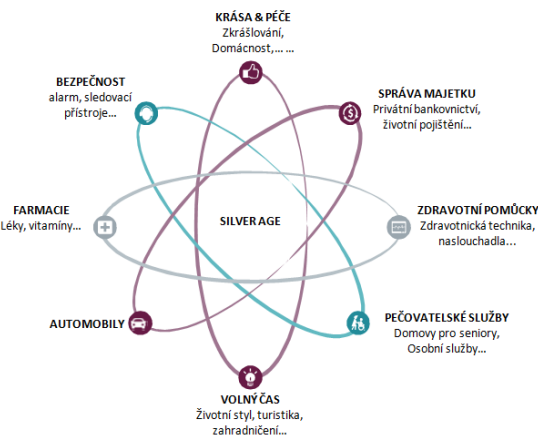 KRÁSA & PÉČE
Zkrášlování,
Domácnost,... ...
BEZPEČNOST
alarm, sledovací
přístroje...
SPRÁVA MAJETKU
Privátní bankovnictví,
životní pojištění...
FARMACIE
Léky, vitamíny...
SILVER AGE
ZDRAVOTNÍ POMŮCKY
Zdravotnická technika,
naslouchadla...
AUTOMOBILY
PEČOVATELSKÉ SLUŽBY
Domovy pro seniory,
Osobní služby...
VOLNÝ ČAS
Životní styl, turistika,
zahradničení...